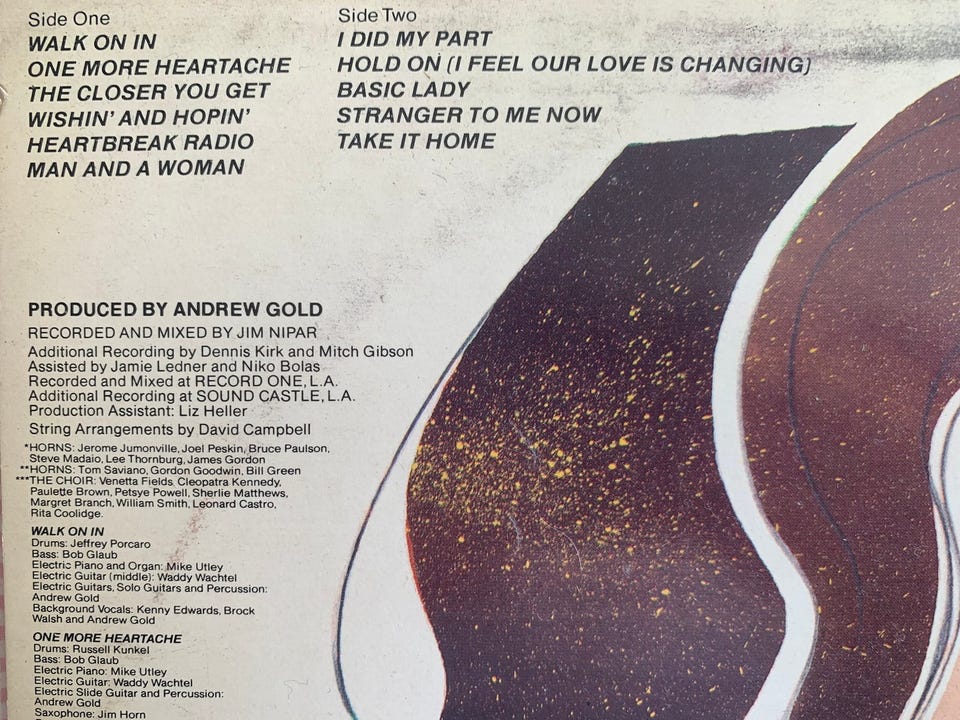 Side One
WALK ON IN
ONE MORE HEARTACHE
THE CLOSER YOU GET
WISHIN' AND HOPIN'
HEARTBREAK RADIO
MAN AND A WOMAN
Side Two
I DID MY PART
HOLD ON (I FEEL OUR LOVE IS CHANGING)
BASIC LADY
STRANGER TO ME NOW
TAKE IT HOME
PRODUCED BY ANDREW GOLD
RECORDED AND MIXED BY JIM NIPAR
Additional Recording by Dennis Kirk and Mitch Gibson
Assisted by Jamie Ledner and Niko Bolas
Recorded and Mixed at RECORD ONE, L.A.
Additional Recording at SOUND CASTLE, L.A.
Production Assistant: Liz Heller
String Arrangements by David Campbell
*HORNS: Jerome Jumonville, Joel Peskin, Bruce Paulson,
Steve Madaio, Lee Thornburg, James Gordon
**HORNS: Tom Saviano, Gordon Goodwin, Bill Green
***THE CHOIR: Venetta Fields, Cleopatra Kennedy,
Paulette Brown, Petsye Powell, Sherlie Matthews,
Margret Branch, William Smith, Leonard Castro,
Rita Coolidge.
WALK ON IN
Drums: Jeffrey Porcaro
Bass: Bob Glaub
Electric Piano and Organ: Mike Utley
Electric Guitar (middle): Waddy Wachtel
Electric Guitars, Solo Guitars and Percussion:
Andrew Gold
Background Vocals: Kenny Edwards, Brock
Walsh and Andrew Gold
ONE MORE HEARTACHE
Drums: Russell Kunkel
Bass: Bob Glaub
Electric Piano: Mike Utley
Electric Guitar: Waddy Wachtel
Electric Slide Guitar and Percussion:
Andrew Gold
Saxophone: Jim Horn